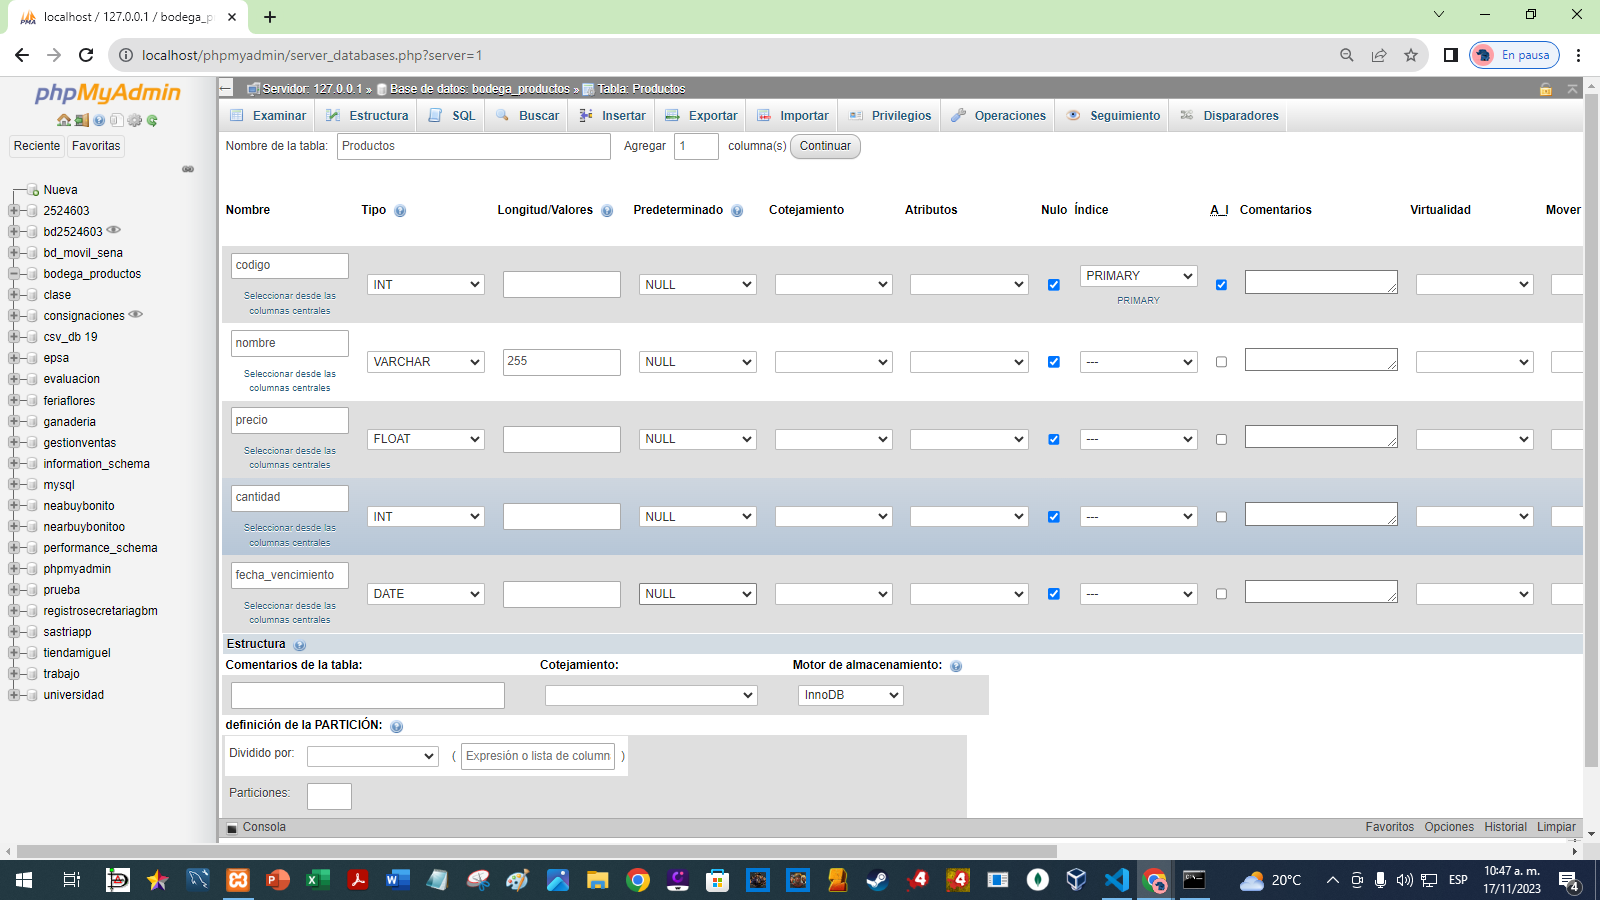 localhost / 127.0.0.1 / bodega_p
localhost/phpmyadmin/server_databases.php?server=1
En pausa
phpMyAdmin
Reciente Favoritas
Nueva
2524603
bd2524603
bd_movil_sena
bodega_productos
clase
consignaciones
csv_db 19
epsa
evaluacion
feriaflores
ganaderia
gestionventas
information_schema
mysql
neabuybonito
nearbuybonitoo
performance_schema
phpmyadmin
prueba
registrosecretariagbm
sastriapp
tiendamiguel
trabajo
universidad
Servidor: 127.0.0.1 » Base de datos: bodega_productos » Tabla: Productos
Examinar Estructura SQL Buscar Insertar Exportar Importar Privilegios Operaciones Seguimiento Disparadores
Nombre de la tabla: Productos Agregar 1 columna(s) Continuar
Nombre Tipo Longitud/Valores Predeterminado Cotejamiento Atributos Nulo Índice A_I Comentarios Virtualidad Mover
codigo INT NULL PRIMARY
Seleccionar desde las columnas centrales PRIMARY
nombre VARCHAR 255 NULL ---
Seleccionar desde las columnas centrales
precio FLOAT NULL ---
Seleccionar desde las columnas centrales
cantidad INT NULL ---
Seleccionar desde las columnas centrales
fecha_vencimiento DATE NULL ---
Seleccionar desde las columnas centrales
Estructura
Comentarios de la tabla: Cotejamiento: Motor de almacenamiento:
InnoDB
definición de la PARTICIÓN:
Dividido por: ( Expresión o lista de column )
Particiones:
Consola Favoritos Opciones Historial Limpiar
20°C ESP 10:47 a. m.
17/11/2023
4